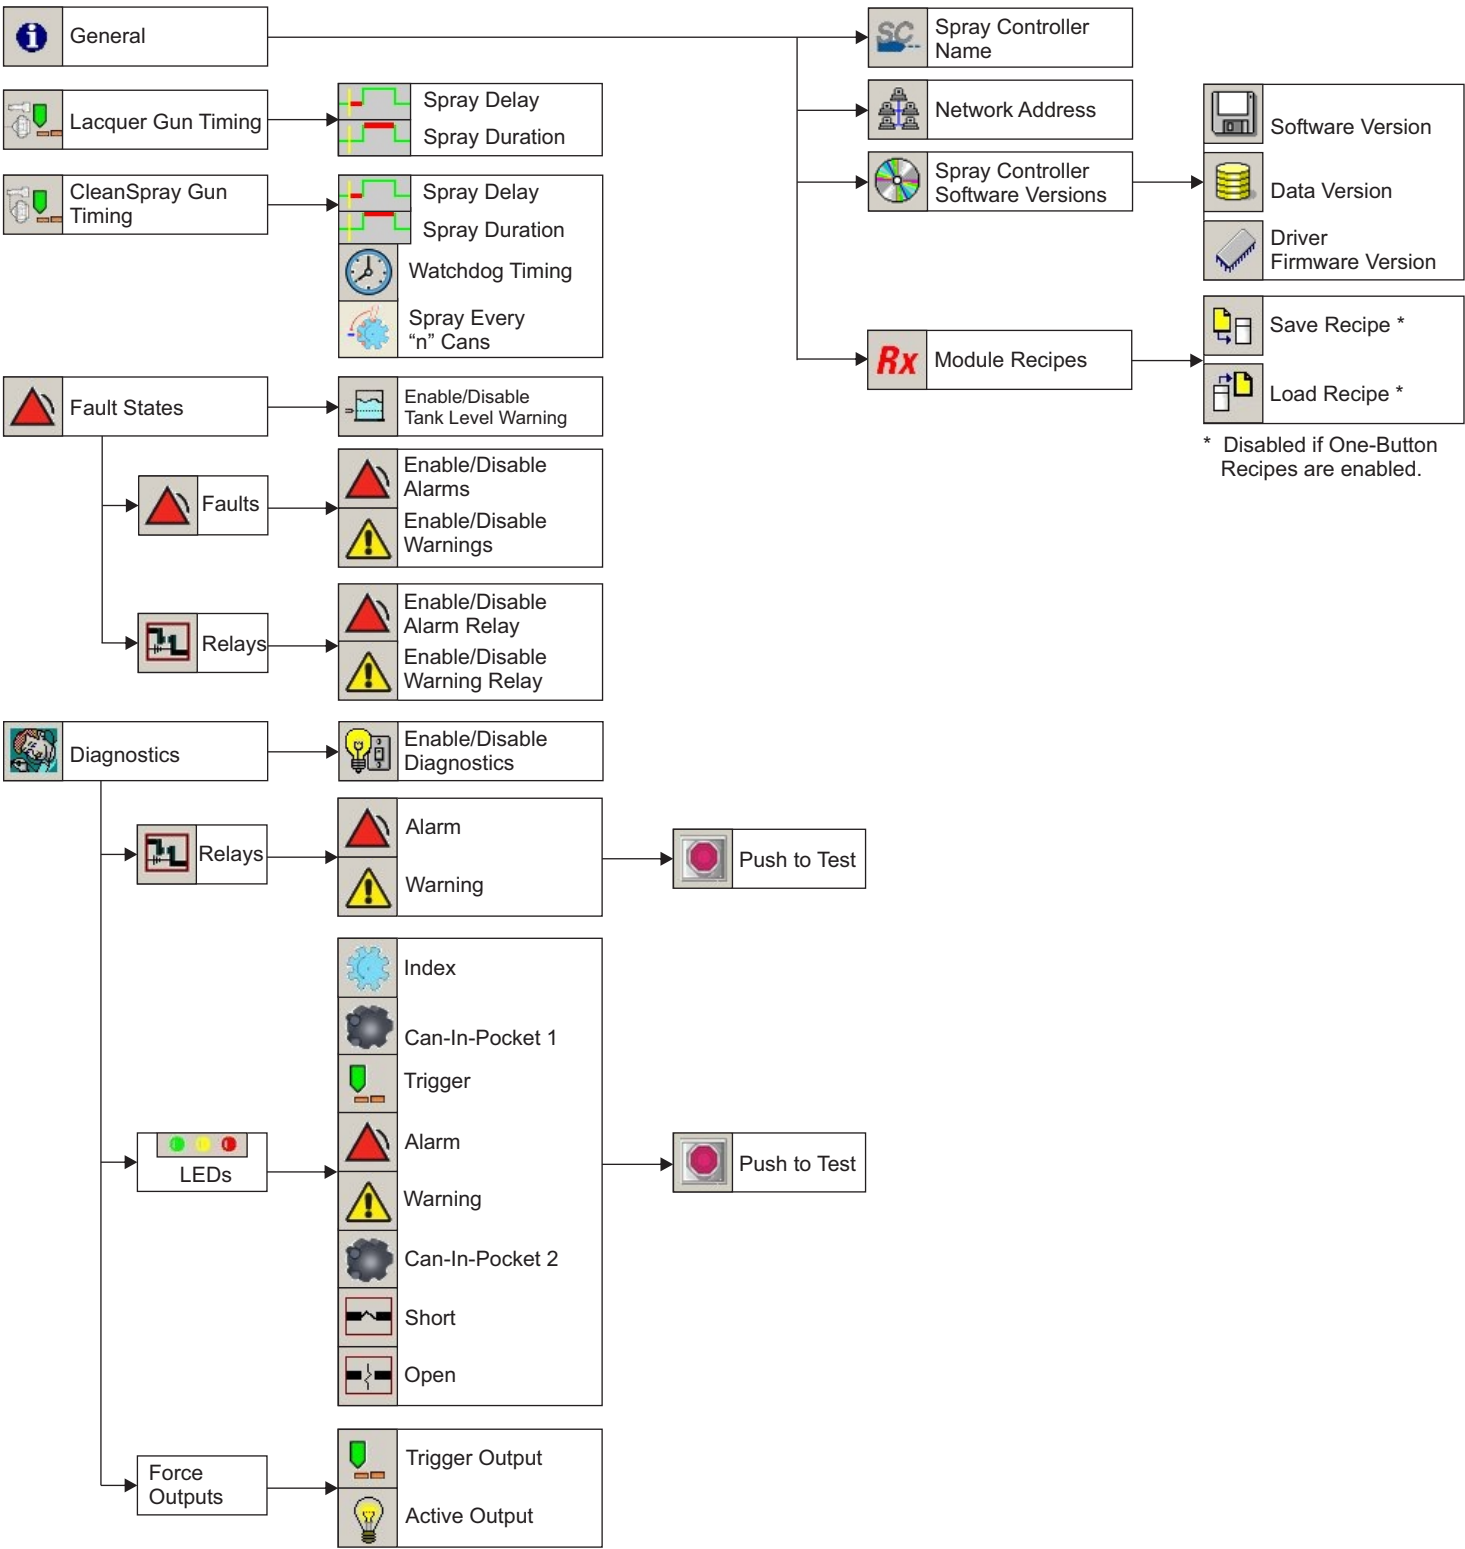 General
Spray Controller
Name
Network Address
Spray Controller
Software Versions
Software Version
Data Version
Driver
Firmware Version
Rx
Module Recipes
Save Recipe *
Load Recipe *
* Disabled if One-Button
Recipes are enabled.
Lacquer Gun Timing
Spray Delay
Spray Duration
CleanSpray Gun
Timing
Spray Delay
Spray Duration
Watchdog Timing
Spray Every
“n” Cans
Fault States
Enable/Disable
Tank Level Warning
Faults
Enable/Disable
Alarms
Enable/Disable
Warnings
Relays
Enable/Disable
Alarm Relay
Enable/Disable
Warning Relay
Diagnostics
Enable/Disable
Diagnostics
Relays
Alarm
Warning
Push to Test
LEDs
Index
Can-In-Pocket 1
Trigger
Alarm
Warning
Can-In-Pocket 2
Short
Open
Push to Test
Force
Outputs
Trigger Output
Active Output
SC